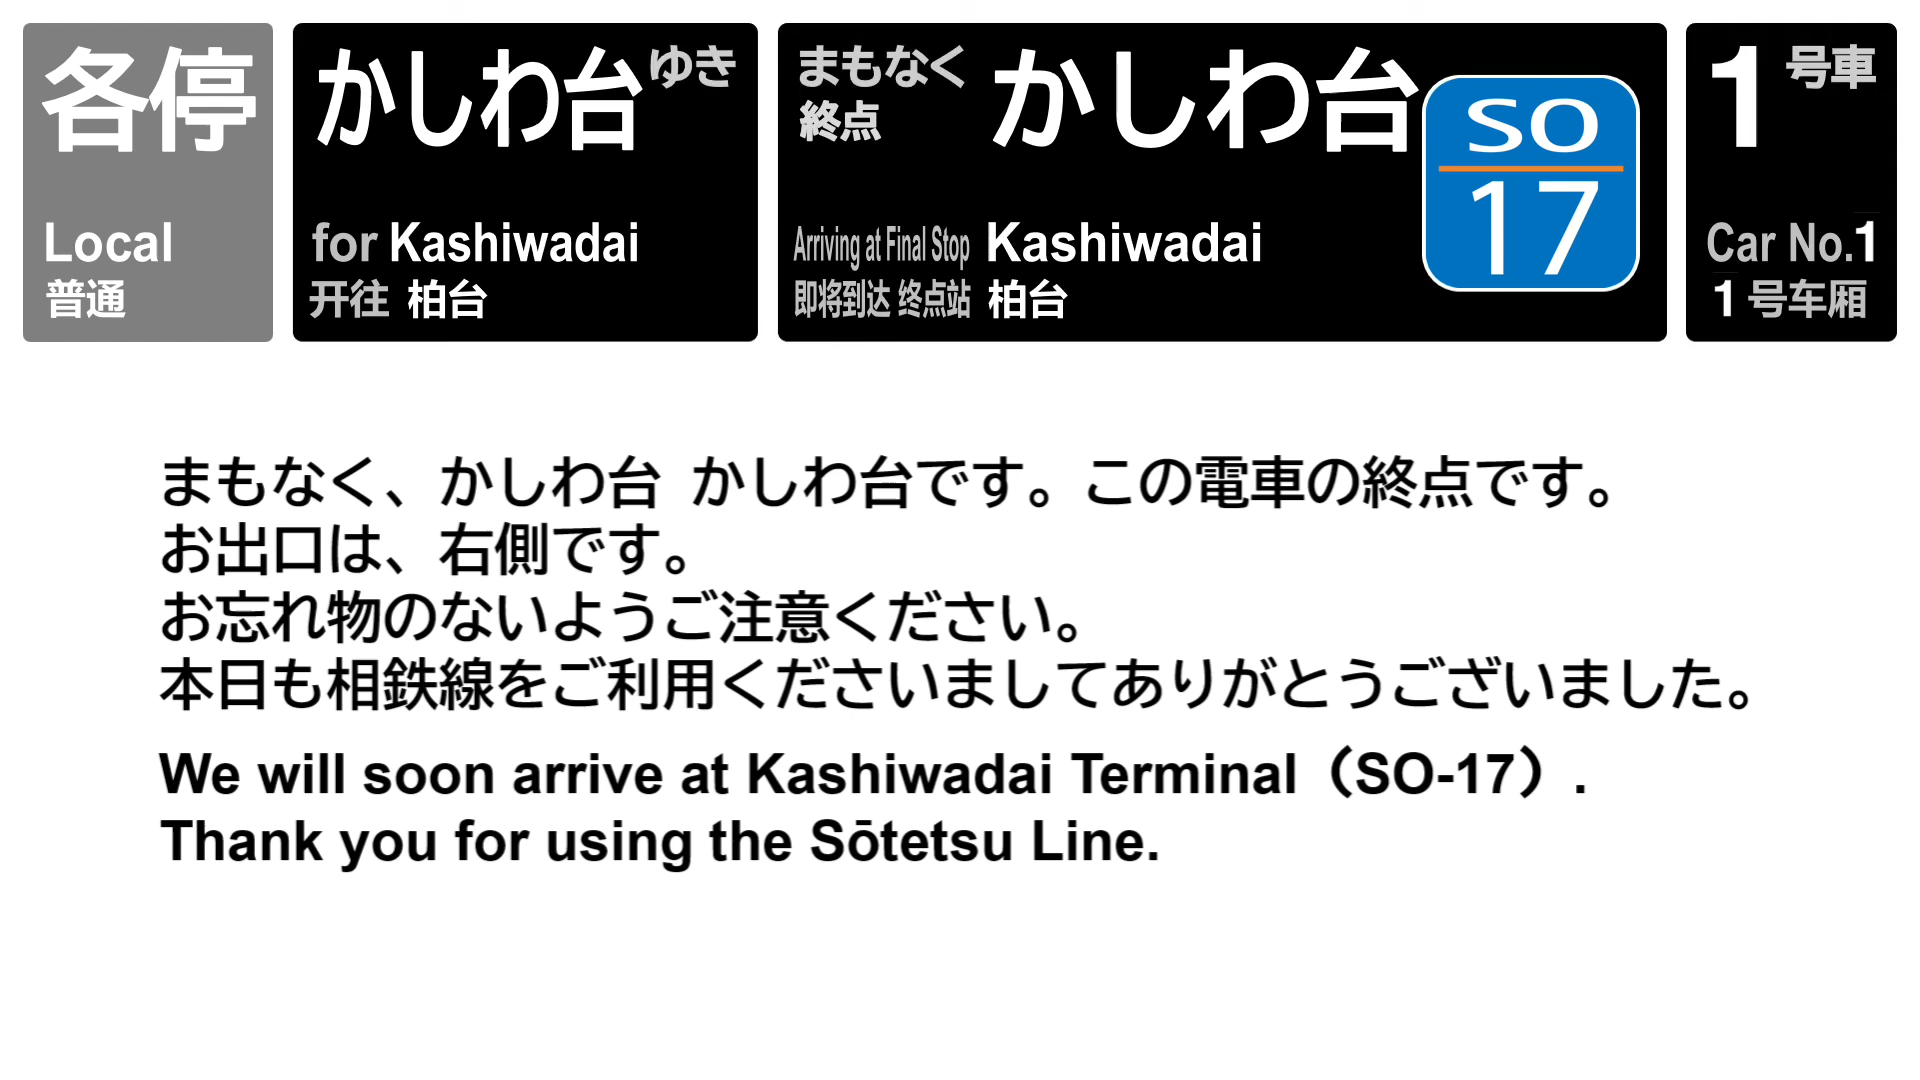 各停
Local
普通
かしわ台 ゆき
for Kashiwadai
开往 柏台
まもなく
終点
かしわ台
Arriving at Final Stop Kashiwadai
即将到达 终点站 柏台
SO
17
1 号車
Car No.1
1 号车厢
まもなく、かしわ台 かしわ台です。この電車の終点です。
お出口は、右側です。
お忘れ物のないようご注意ください。
本日も相鉄線をご利用くださいましてありがとうございました。
We will soon arrive at Kashiwadai Terminal（SO-17）.
Thank you for using the Sōtetsu Line.